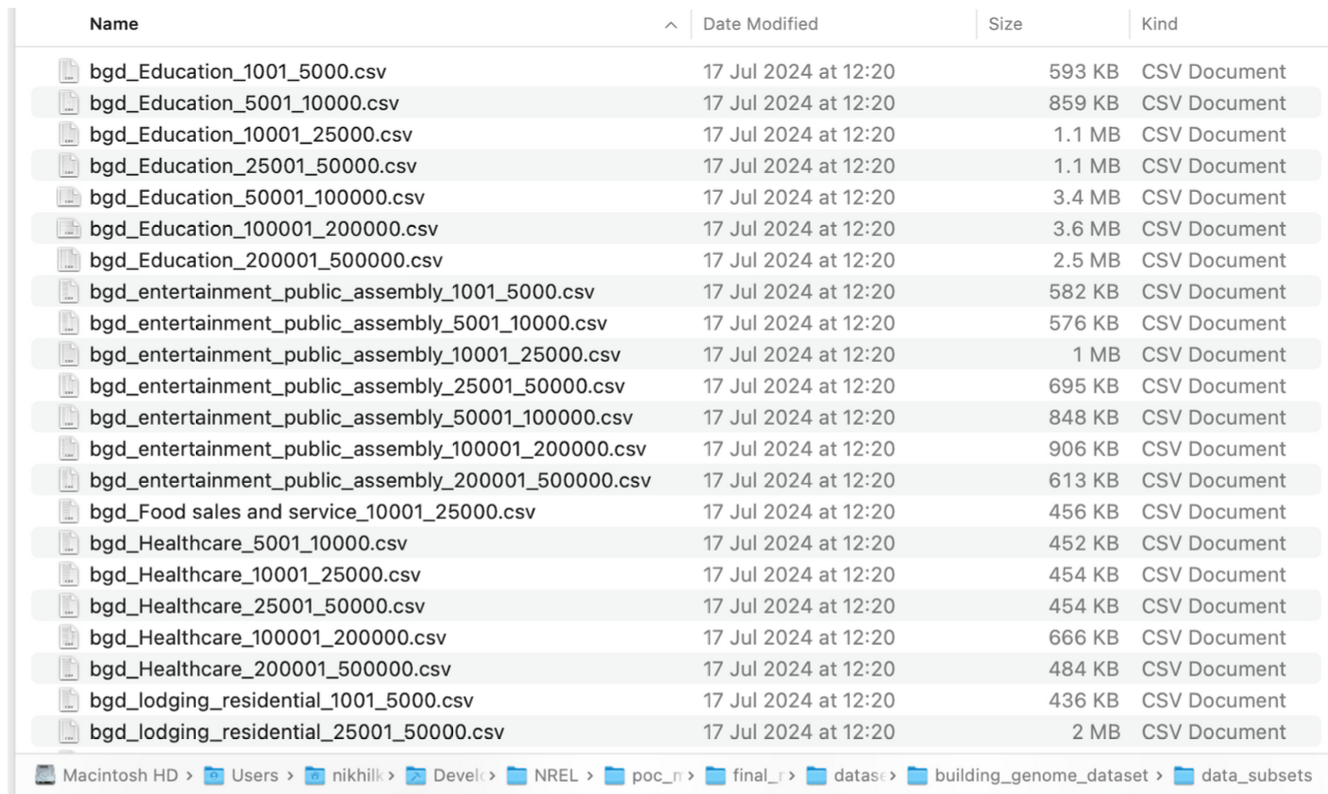 Name Date Modified Size Kind
bgd_Education_1001_5000.csv 17 Jul 2024 at 12:20 593 KB CSV Document
bgd_Education_5001_10000.csv 17 Jul 2024 at 12:20 859 KB CSV Document
bgd_Education_10001_25000.csv 17 Jul 2024 at 12:20 1.1 MB CSV Document
bgd_Education_25001_50000.csv 17 Jul 2024 at 12:20 1.1 MB CSV Document
bgd_Education_50001_100000.csv 17 Jul 2024 at 12:20 3.4 MB CSV Document
bgd_Education_100001_200000.csv 17 Jul 2024 at 12:20 3.6 MB CSV Document
bgd_Education_200001_500000.csv 17 Jul 2024 at 12:20 2.5 MB CSV Document
bgd_entertainment_public_assembly_1001_5000.csv 17 Jul 2024 at 12:20 582 KB CSV Document
bgd_entertainment_public_assembly_5001_10000.csv 17 Jul 2024 at 12:20 576 KB CSV Document
bgd_entertainment_public_assembly_10001_25000.csv 17 Jul 2024 at 12:20 1 MB CSV Document
bgd_entertainment_public_assembly_25001_50000.csv 17 Jul 2024 at 12:20 695 KB CSV Document
bgd_entertainment_public_assembly_50001_100000.csv 17 Jul 2024 at 12:20 848 KB CSV Document
bgd_entertainment_public_assembly_100001_200000.csv 17 Jul 2024 at 12:20 906 KB CSV Document
bgd_entertainment_public_assembly_200001_500000.csv 17 Jul 2024 at 12:20 613 KB CSV Document
bgd_Food sales and service_10001_25000.csv 17 Jul 2024 at 12:20 456 KB CSV Document
bgd_Healthcare_5001_10000.csv 17 Jul 2024 at 12:20 452 KB CSV Document
bgd_Healthcare_10001_25000.csv 17 Jul 2024 at 12:20 454 KB CSV Document
bgd_Healthcare_25001_50000.csv 17 Jul 2024 at 12:20 454 KB CSV Document
bgd_Healthcare_100001_200000.csv 17 Jul 2024 at 12:20 666 KB CSV Document
bgd_Healthcare_200001_500000.csv 17 Jul 2024 at 12:20 484 KB CSV Document
bgd_lodging_residential_1001_5000.csv 17 Jul 2024 at 12:20 436 KB CSV Document
bgd_lodging_residential_25001_50000.csv 17 Jul 2024 at 12:20 2 MB CSV Document
Macintosh HD › Users › nikhilk › Devel › NREL › poc_m › final_r › datase › building_genome_dataset › data_subsets